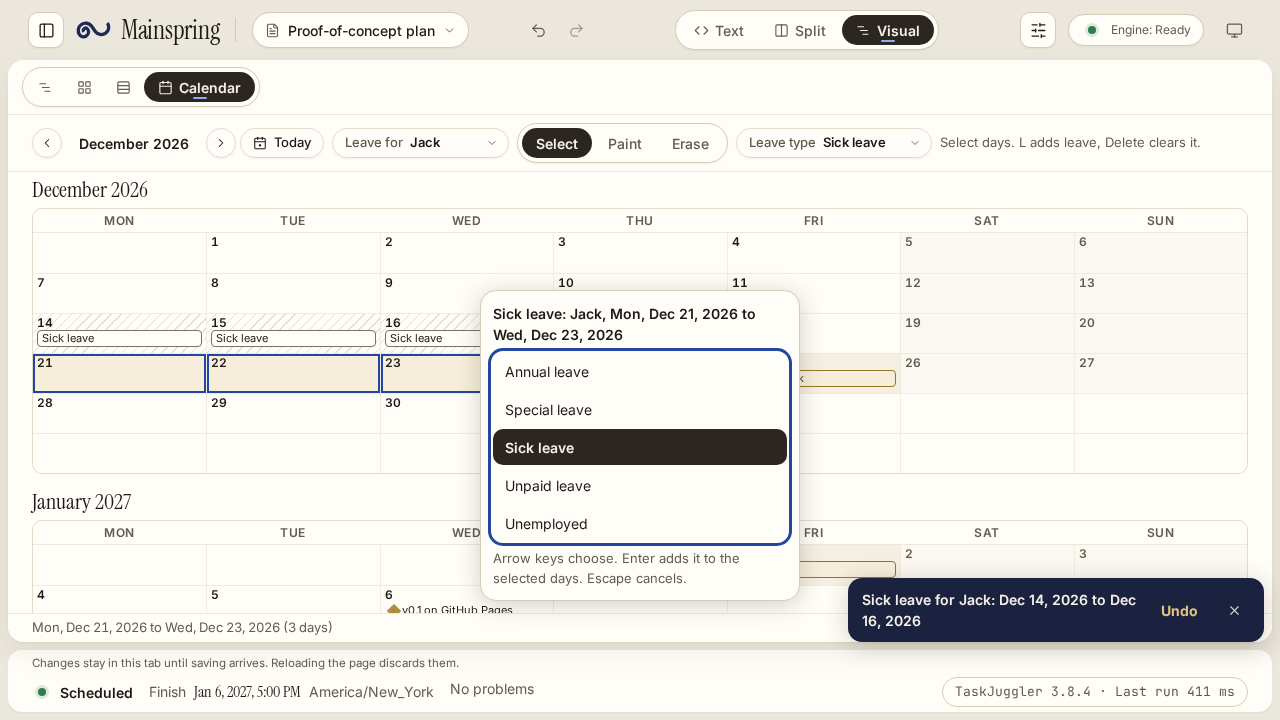 Mainspring
Proof-of-concept plan
Text
Split
Visual
Engine: Ready
Calendar
December 2026
Today
Leave for Jack
Select
Paint
Erase
Leave type Sick leave
Select days. L adds leave, Delete clears it.
December 2026
MON TUE WED THU FRI SAT SUN
1 2 3 4 5 6
7 8 9 10 11 12 13
14 15 16 19 20
Sick leave Sick leave Sick leave
21 22 23 26 27
28 29 30
Sick leave: Jack, Mon, Dec 21, 2026 to
Wed, Dec 23, 2026
Annual leave
Special leave
Sick leave
Unpaid leave
Unemployed
Arrow keys choose. Enter adds it to the
selected days. Escape cancels.
January 2027
MON TUE WED FRI SAT SUN
2 3
4 5 6
v0.1 on GitHub Pages
Sick leave for Jack: Dec 14, 2026 to Dec
16, 2026
Undo
Mon, Dec 21, 2026 to Wed, Dec 23, 2026 (3 days)
Changes stay in this tab until saving arrives. Reloading the page discards them.
Scheduled
Finish Jan 6, 2027, 5:00 PM America/New_York
No problems
TaskJuggler 3.8.4 · Last run 411 ms